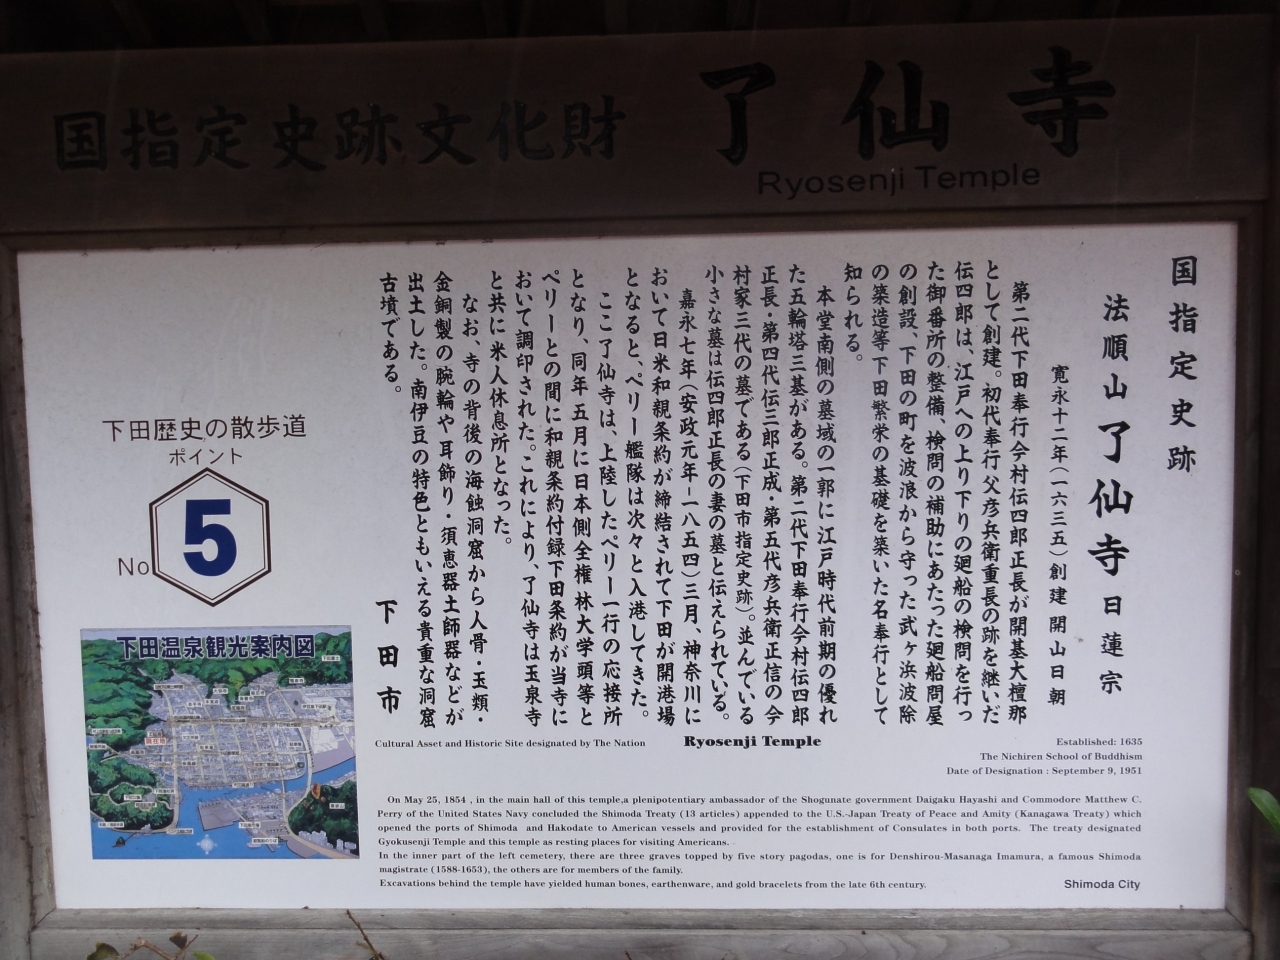 国指定史跡文化財 了仙寺
Ryosenji Temple
国指定史跡
法順山 了仙寺 日蓮宗
寛永十二年(一六三五)創建 開山日朝
第二代下田奉行今村伝四郎正長が開基大檀那
として創建。初代奉行父彦兵衛重長の跡を継いだ
伝四郎は、江戸への上り下りの廻船の検問を行っ
た御番所の整備、検問の補助にあたった廻船問屋
の創設、下田の町を波浪から守った武ヶ浜波除
の築造等下田繁栄の基礎を築いた名奉行として
知られる。
本堂南側の墓域の一郭に江戸時代前期の優れ
た五輪塔三基がある。第二代下田奉行今村伝四郎
正長・第四代伝三郎正成・第五代彦兵衛正信の今
村家三代の墓である(下田市指定史跡)。並んでいる
小さな墓は伝四郎正長の妻の墓と伝えられている。
嘉永七年(安政元年-一八五四)三月、神奈川に
おいて日米和親条約が締結されて下田が開港場
となると、ペリー艦隊は次々と入港してきた。
ここ了仙寺は、上陸したペリー一行の応接所
となり、同年五月に日本側全権林大学頭等と
ペリーとの間に和親条約付録下田条約が当寺に
おいて調印された。これにより、了仙寺は玉泉寺
と共に米人休息所となった。
なお、寺の背後の海蝕洞窟から人骨・玉類・
金銅製の腕輪や耳飾り・須恵器土師器などが
出土した。南伊豆の特色ともいえる貴重な洞窟
古墳である。
下田市
下田歴史の散歩道
ポイント
No 5
下田温泉観光案内図
Cultural Asset and Historic Site designated by The Nation Ryosenji Temple Established: 1635
The Nichiren School of Buddhism
Date of Designation : September 9, 1951
On May 25, 1854 , in the main hall of this temple,a plenipotentiary ambassador of the Shogunate government Daigaku Hayashi and Commodore Matthew C.
Perry of the United States Navy concluded the Shimoda Treaty (13 articles) appended to the U.S.-Japan Treaty of Peace and Amity (Kanagawa Treaty) which
opened the ports of Shimoda and Hakodate to American vessels and provided for the establishment of Consulates in both ports. The treaty designated
Gyokusenji Temple and this temple as resting places for visiting Americans.
In the inner part of the left cemetery, there are three graves topped by five story pagodas, one is for Denshirou-Masanaga Imamura, a famous Shimoda
magistrate (1588-1653), the others are for members of the family.
Excavations behind the temple have yielded human bones, earthenware, and gold bracelets from the late 6th century.
Shimoda City